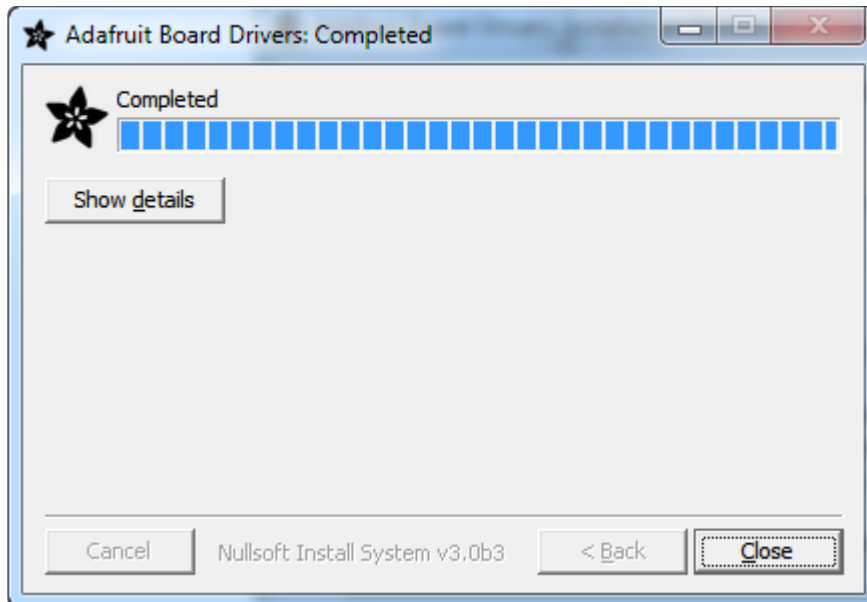 Adafruit Board Drivers: Completed
Completed
Show details
Cancel
Nullsoft Install System v3.0b3
< Back
Close